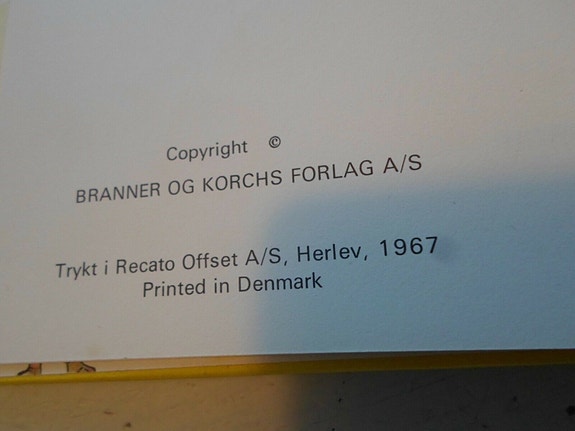 Copyright ©
BRANNER OG KORCHS FORLAG A/S
Trykt i Recato Offset A/S, Herlev, 1967
Printed in Denmark